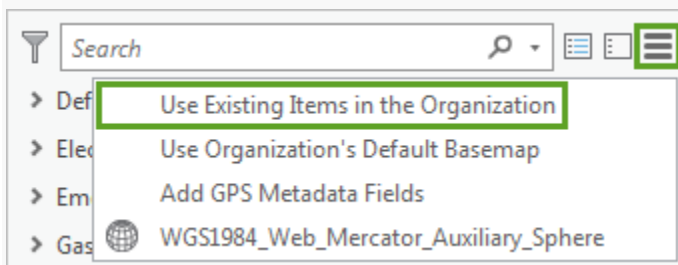 Search
Def
Use Existing Items in the Organization
Elec
Use Organization's Default Basemap
Em
Add GPS Metadata Fields
Gas
WGS1984_Web_Mercator_Auxiliary_Sphere